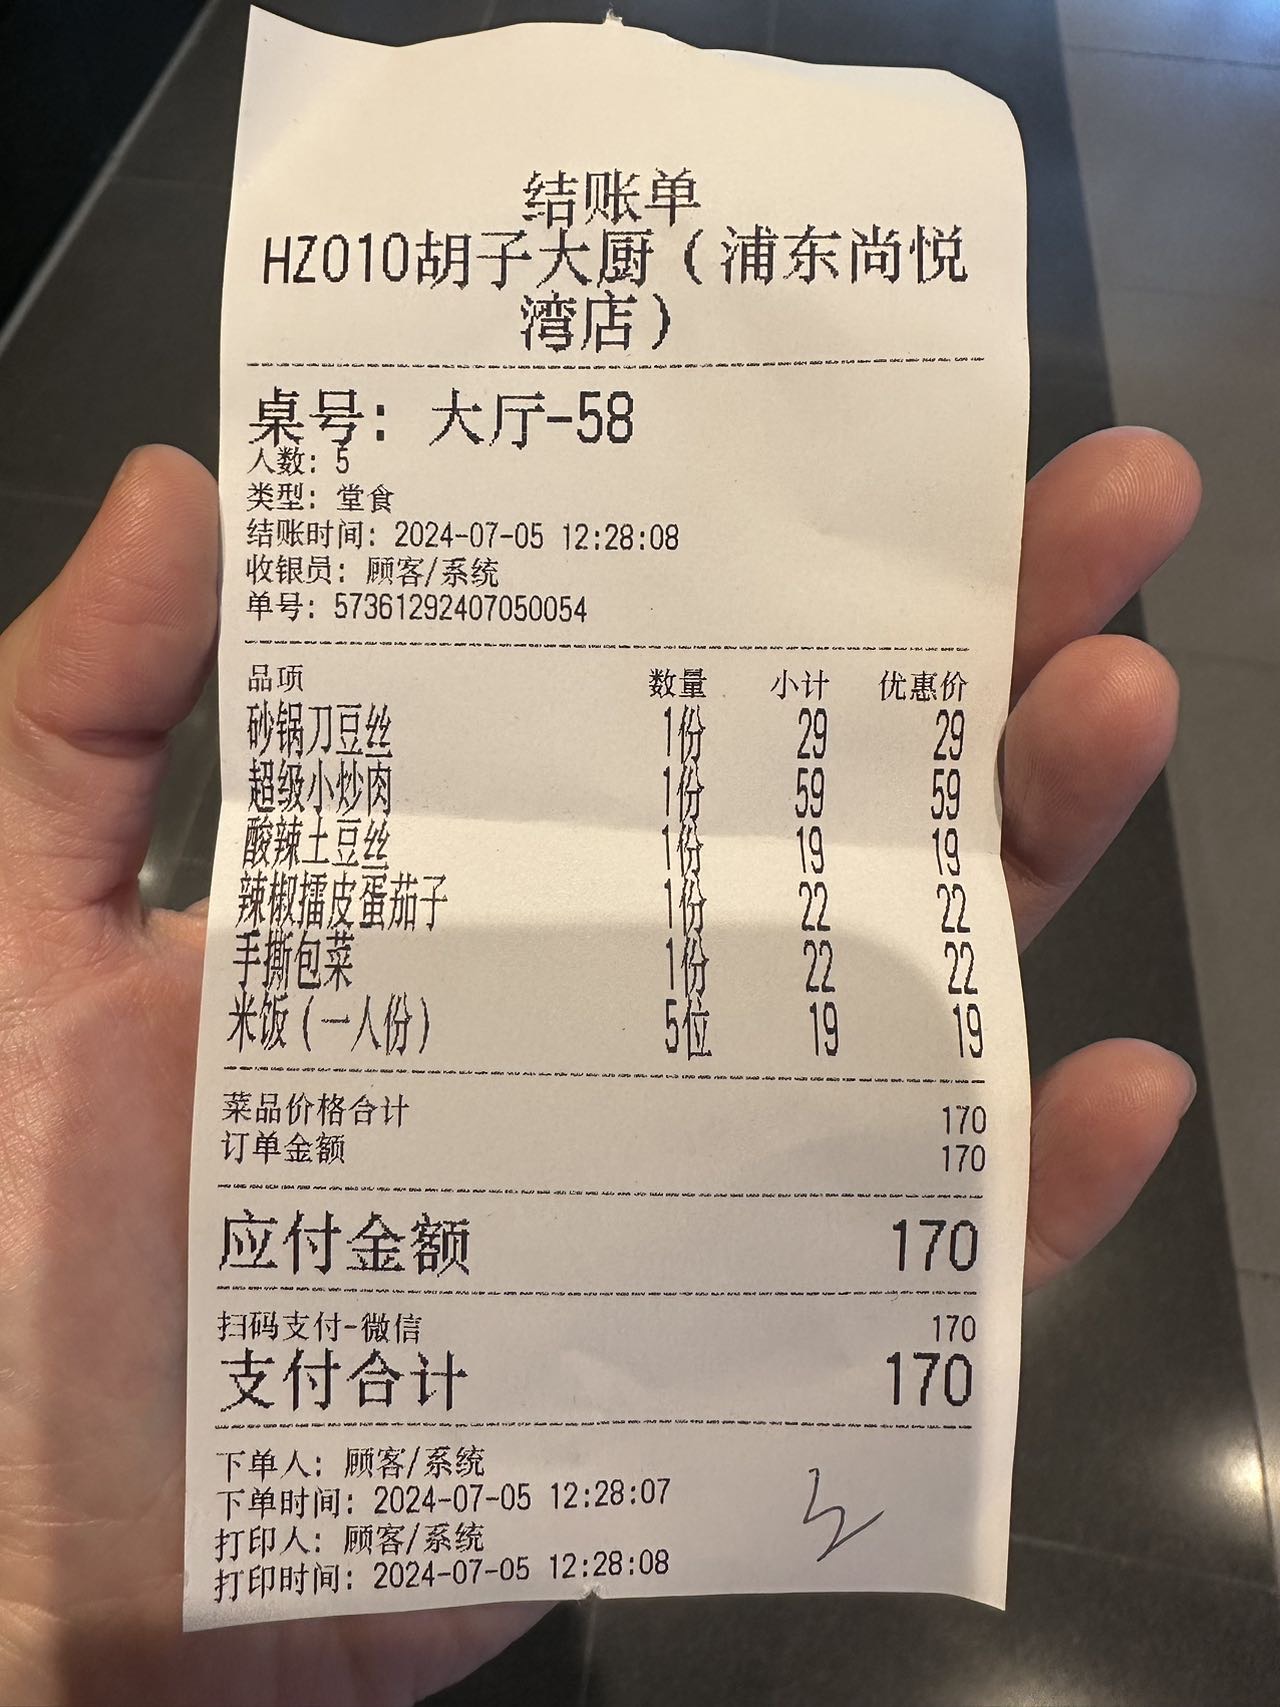 结账单
HZ010胡子大厨（浦东尚悦
湾店）
桌号：大厅-58
人数：5
类型：堂食
结账时间：2024-07-05 12:28:08
收银员：顾客/系统
单号：57361292407050054
品项 数量 小计 优惠价
砂锅刀豆丝 1份 29 29
超级小炒肉 1份 59 59
酸辣土豆丝 1份 19 19
辣椒擂皮蛋茄子 1份 22 22
手撕包菜 1份 22 22
米饭（一人份） 5位 19 19
菜品价格合计 170
订单金额 170
应付金额 170
扫码支付-微信 170
支付合计 170
下单人：顾客/系统
下单时间：2024-07-05 12:28:07
打印人：顾客/系统
打印时间：2024-07-05 12:28:08